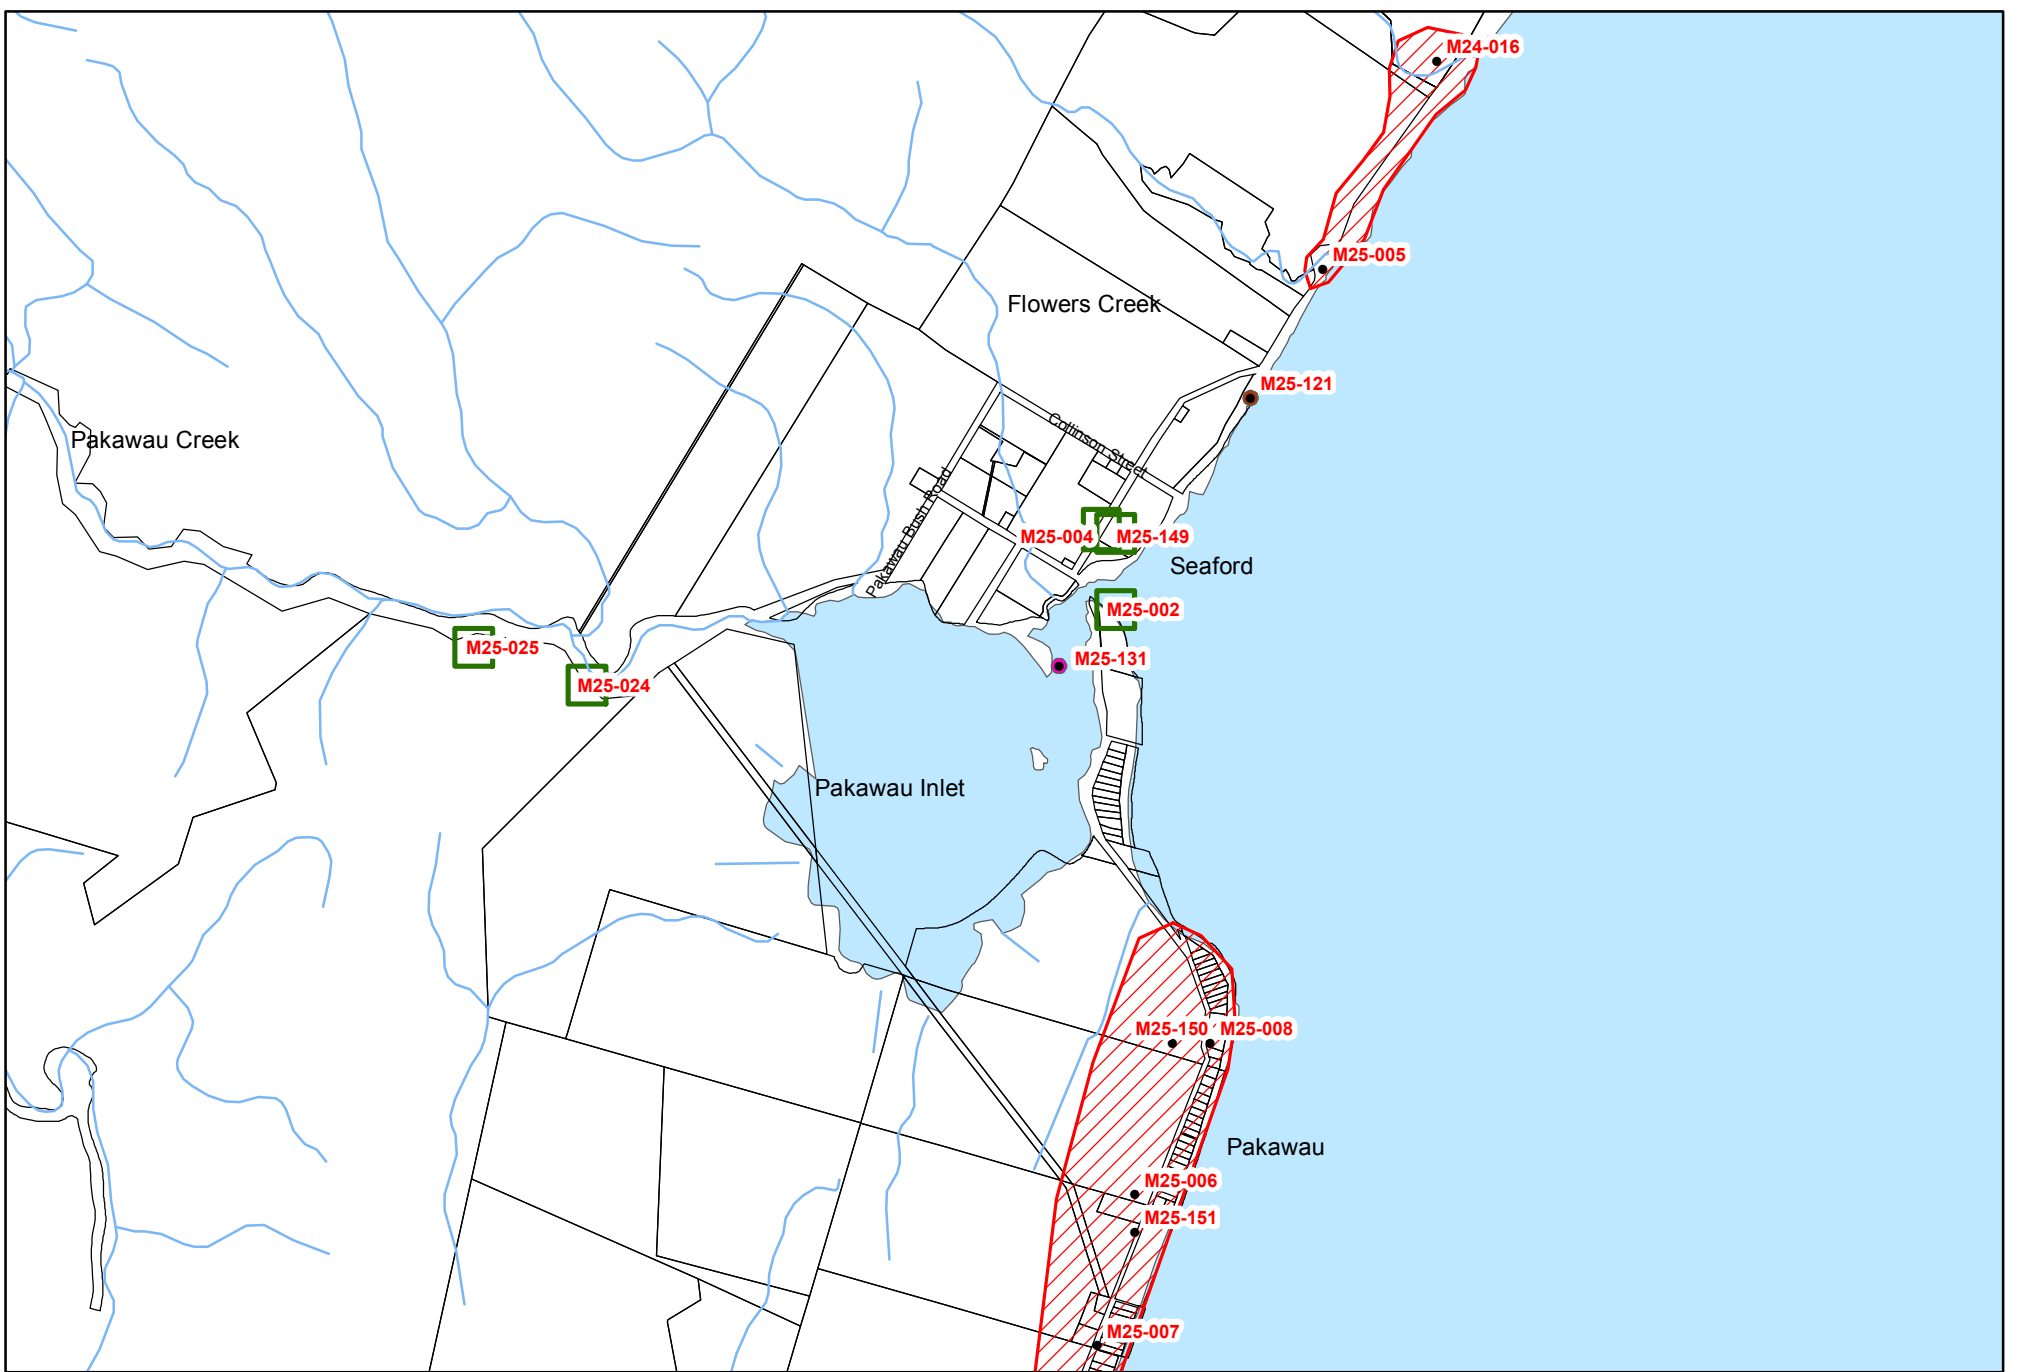 M24-016
M25-005
Flowers Creek
M25-121
Pakawau Creek
Collinson Street
Pakawau Bush Road
M25-004
M25-149
Seaford
M25-002
M25-025
M25-131
M25-024
Pakawau Inlet
M25-150
M25-008
Pakawau
M25-006
M25-151
M25-007